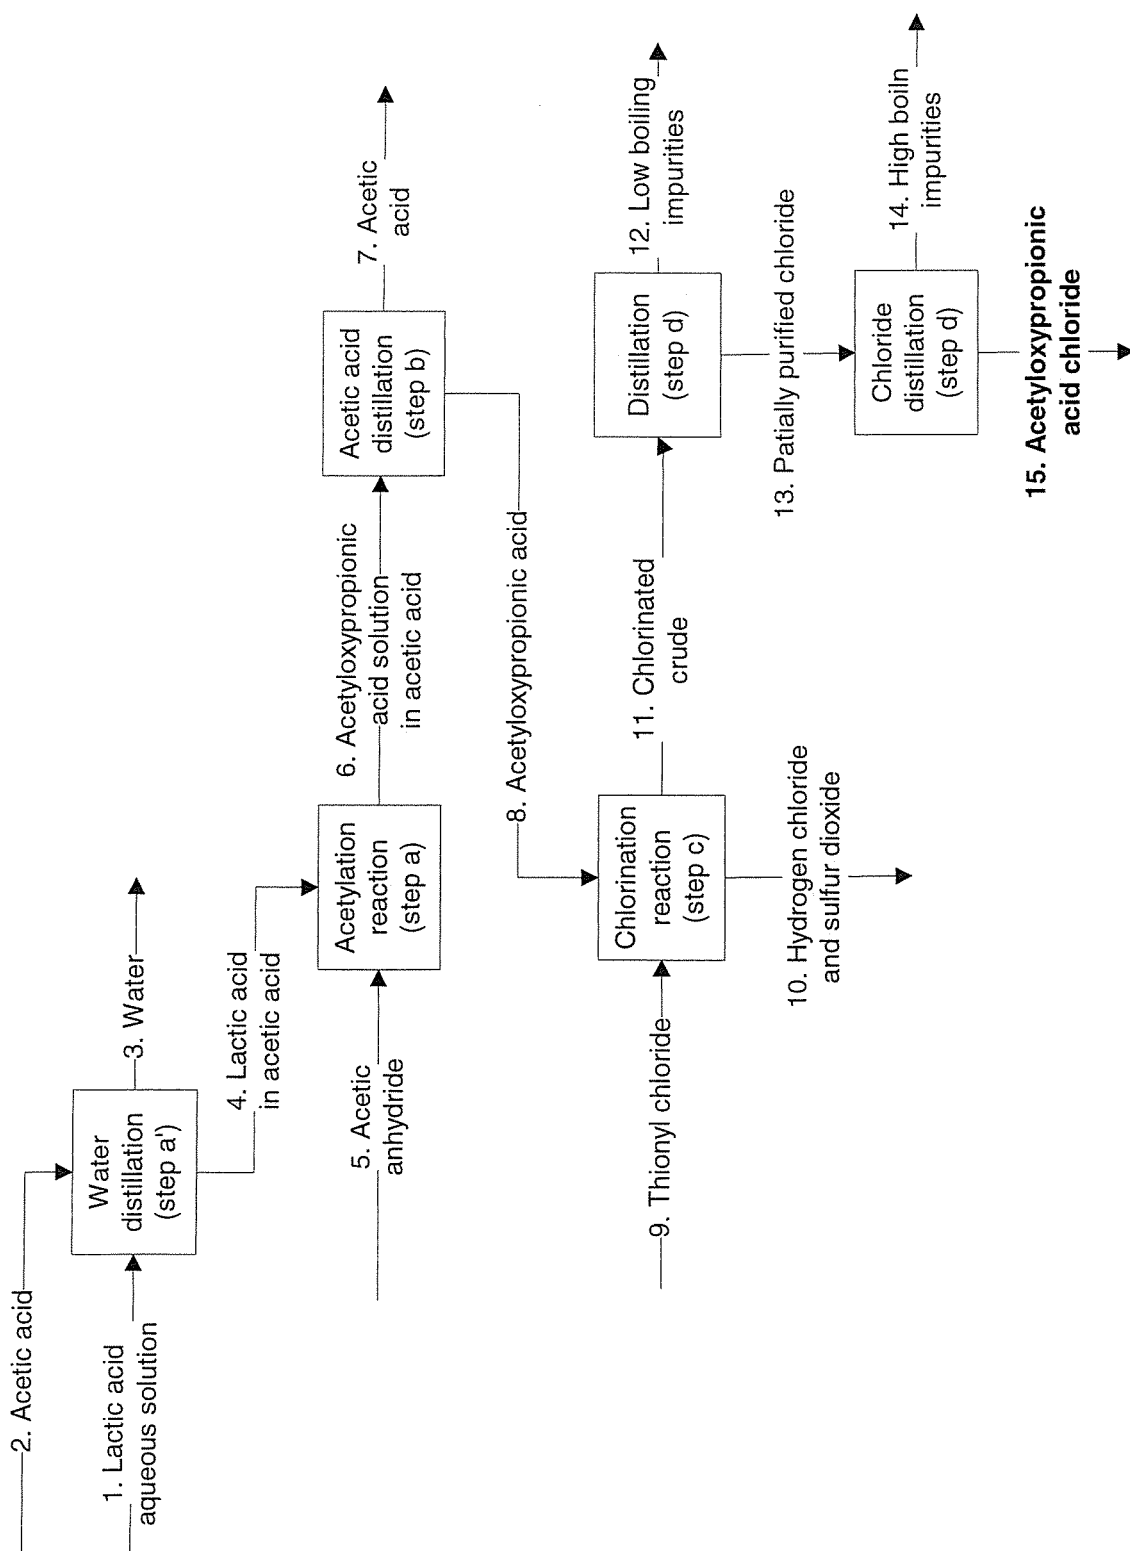 2. Acetic acid
1. Lactic acid
aqueous solution
Water
distillation
(step a')
3. Water
4. Lactic acid
in acetic acid
5. Acetic
anhydride
Acetylation
reaction
(step a)
6. Acetyloxypropionic
acid solution
in acetic acid
Acetic acid
distillation
(step b)
7. Acetic
acid
8. Acetyloxypropionic acid
9. Thionyl chloride
Chlorination
reaction
(step c)
10. Hydrogen chloride
and sulfur dioxide
11. Chlorinated
crude
Distillation
(step d)
12. Low boiling
impurities
13. Patially purified chloride
Chloride
distillation
(step d)
14. High boiln
impurities
15. Acetyloxypropionic
acid chloride